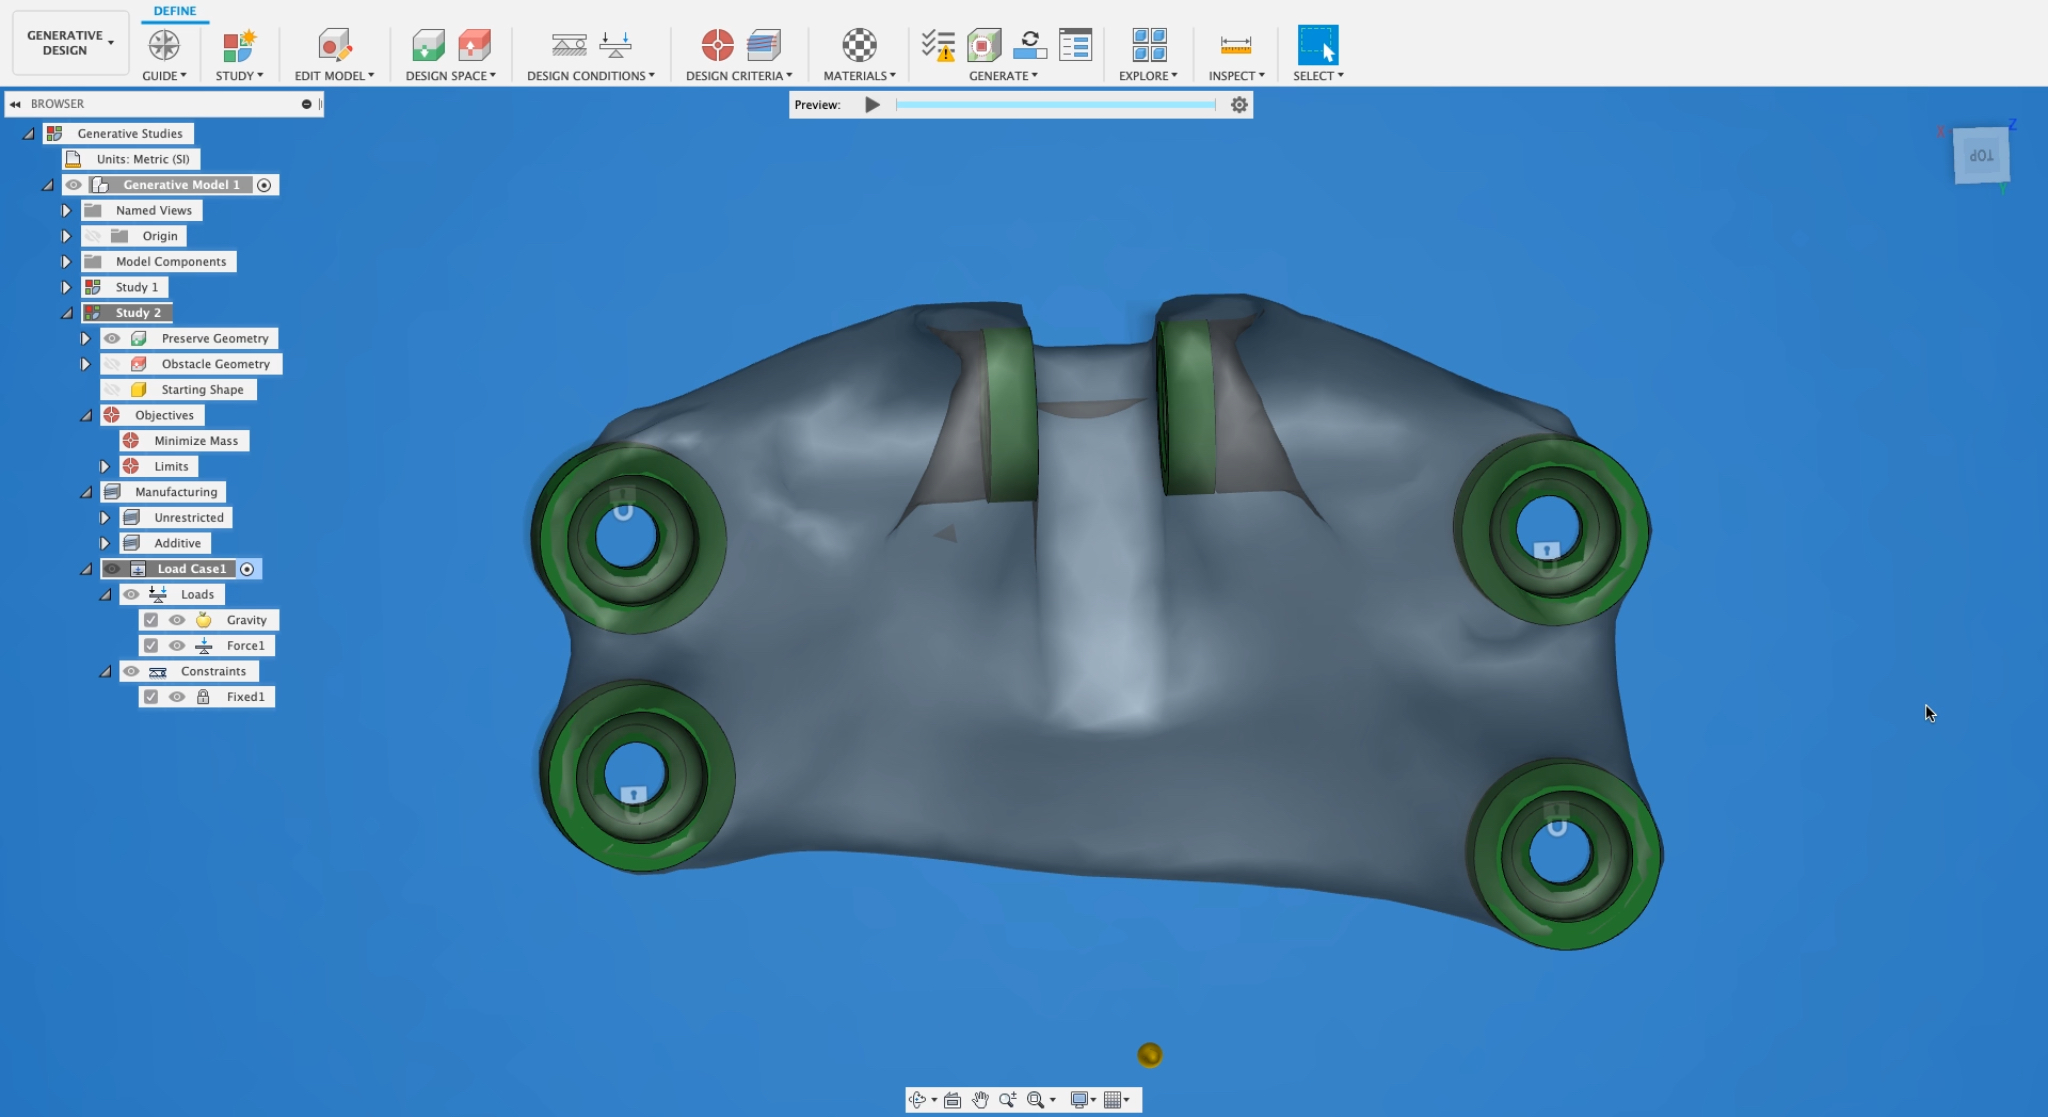 DEFINE
GENERATIVE
DESIGN
GUIDE
STUDY
EDIT MODEL
DESIGN SPACE
DESIGN CONDITIONS
DESIGN CRITERIA
MATERIALS
GENERATE
EXPLORE
INSPECT
SELECT
BROWSER
Preview:
Generative Studies
Units: Metric (SI)
Generative Model 1
Named Views
Origin
Model Components
Study 1
Study 2
Preserve Geometry
Obstacle Geometry
Starting Shape
Objectives
Minimize Mass
Limits
Manufacturing
Unrestricted
Additive
Load Case1
Loads
Gravity
Force1
Constraints
Fixed1
X
Z
TOP
Y